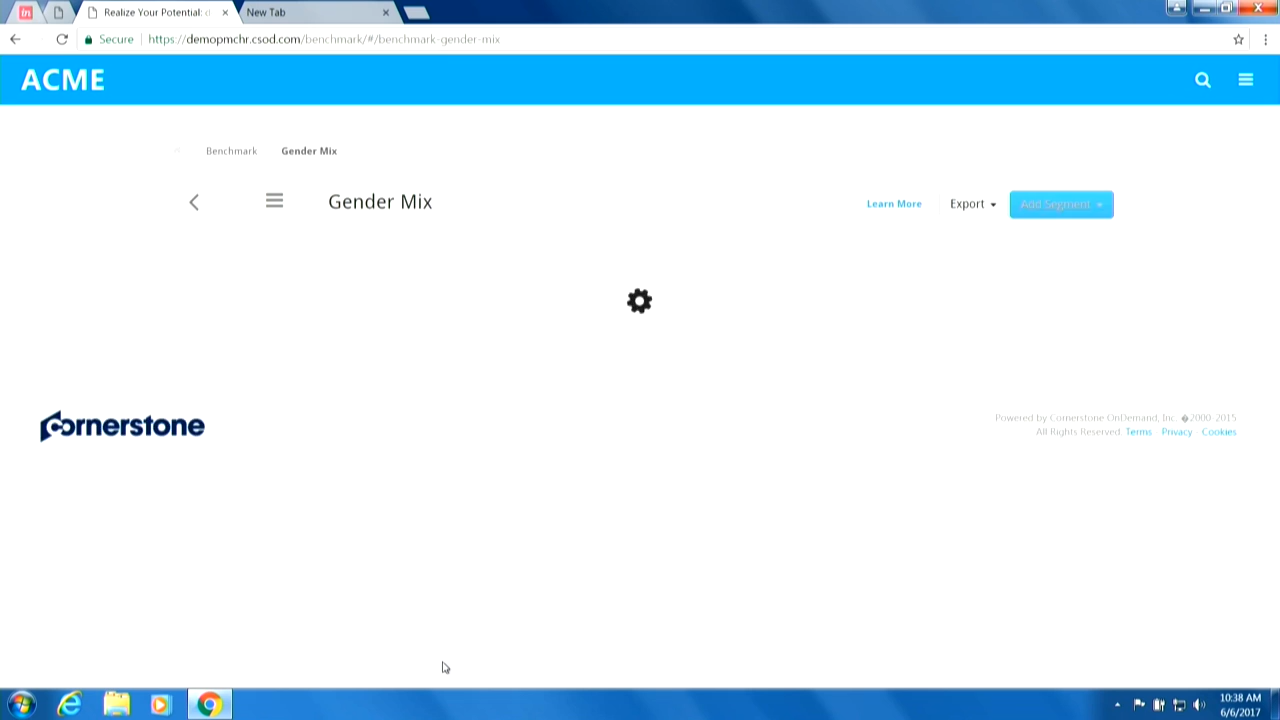 Realize Your Potential: d
New Tab
Secure
https://demopmchr.csod.com/benchmark/#/benchmark-gender-mix
ACME
Benchmark
Gender Mix
Gender Mix
Learn More
Export
Add Segment
Cornerstone
Powered by Cornerstone OnDemand, Inc. �2000-2015.
All Rights Reserved. Terms Privacy Cookies
10:38 AM
6/6/2017